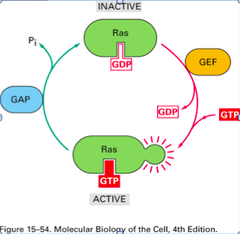 INACTIVE
Ras
Pi
GDP
GEF
GAP
GDP
GTP
Ras
GTP
ACTIVE
Figure 15–54. Molecular Biology of the Cell, 4th Edition.